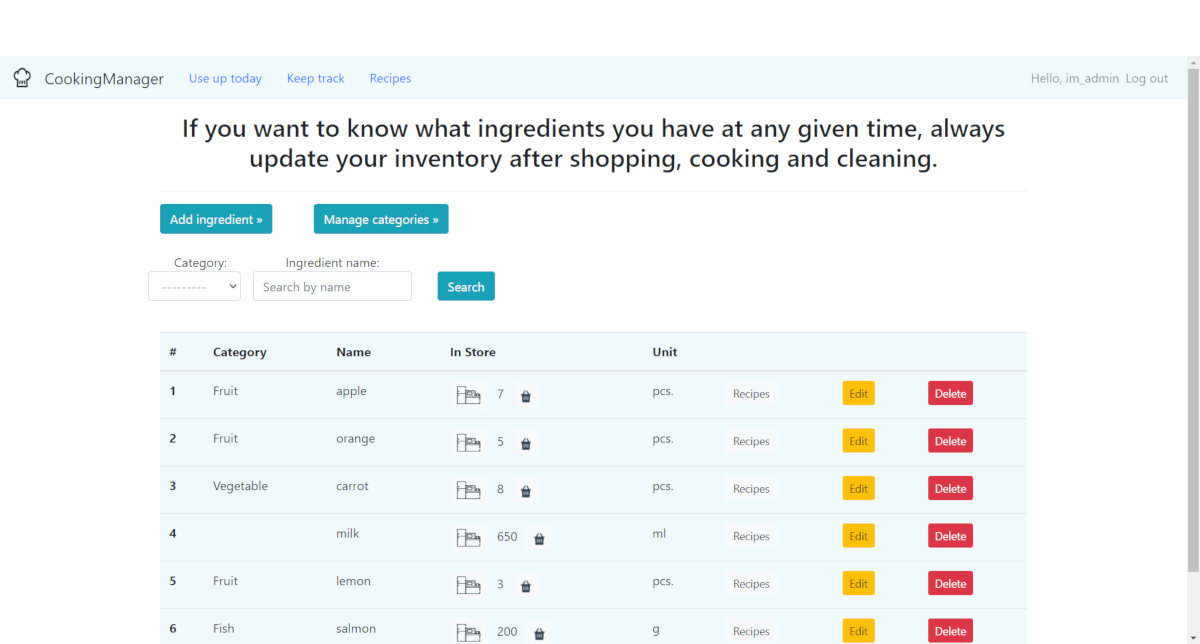 CookingManager Use up today Keep track Recipes Hello, im_admin Log out
If you want to know what ingredients you have at any given time, always
update your inventory after shopping, cooking and cleaning.
Add ingredient » Manage categories »
Category: Ingredient name:
--------- Search by name Search
# Category Name In Store Unit
1 Fruit apple 7 pcs. Recipes Edit Delete
2 Fruit orange 5 pcs. Recipes Edit Delete
3 Vegetable carrot 8 pcs. Recipes Edit Delete
4 milk 650 ml Recipes Edit Delete
5 Fruit lemon 3 pcs. Recipes Edit Delete
6 Fish salmon 200 g Recipes Edit Delete